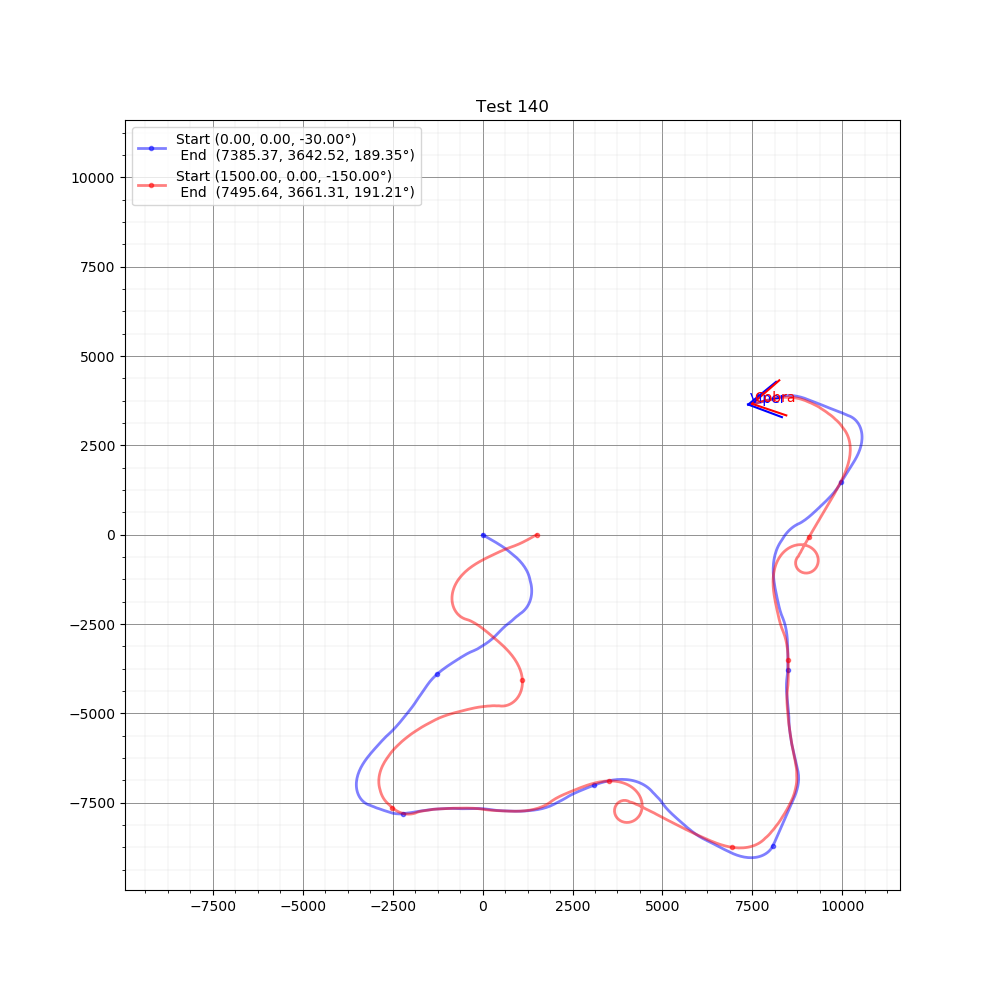 Test 140
Start (0.00, 0.00, -30.00°)
End (7385.37, 3642.52, 189.35°)
Start (1500.00, 0.00, -150.00°)
End (7495.64, 3661.31, 191.21°)
10000
7500
5000
2500
0
−2500
−5000
−7500
−7500 −5000 −2500 0 2500 5000 7500 10000